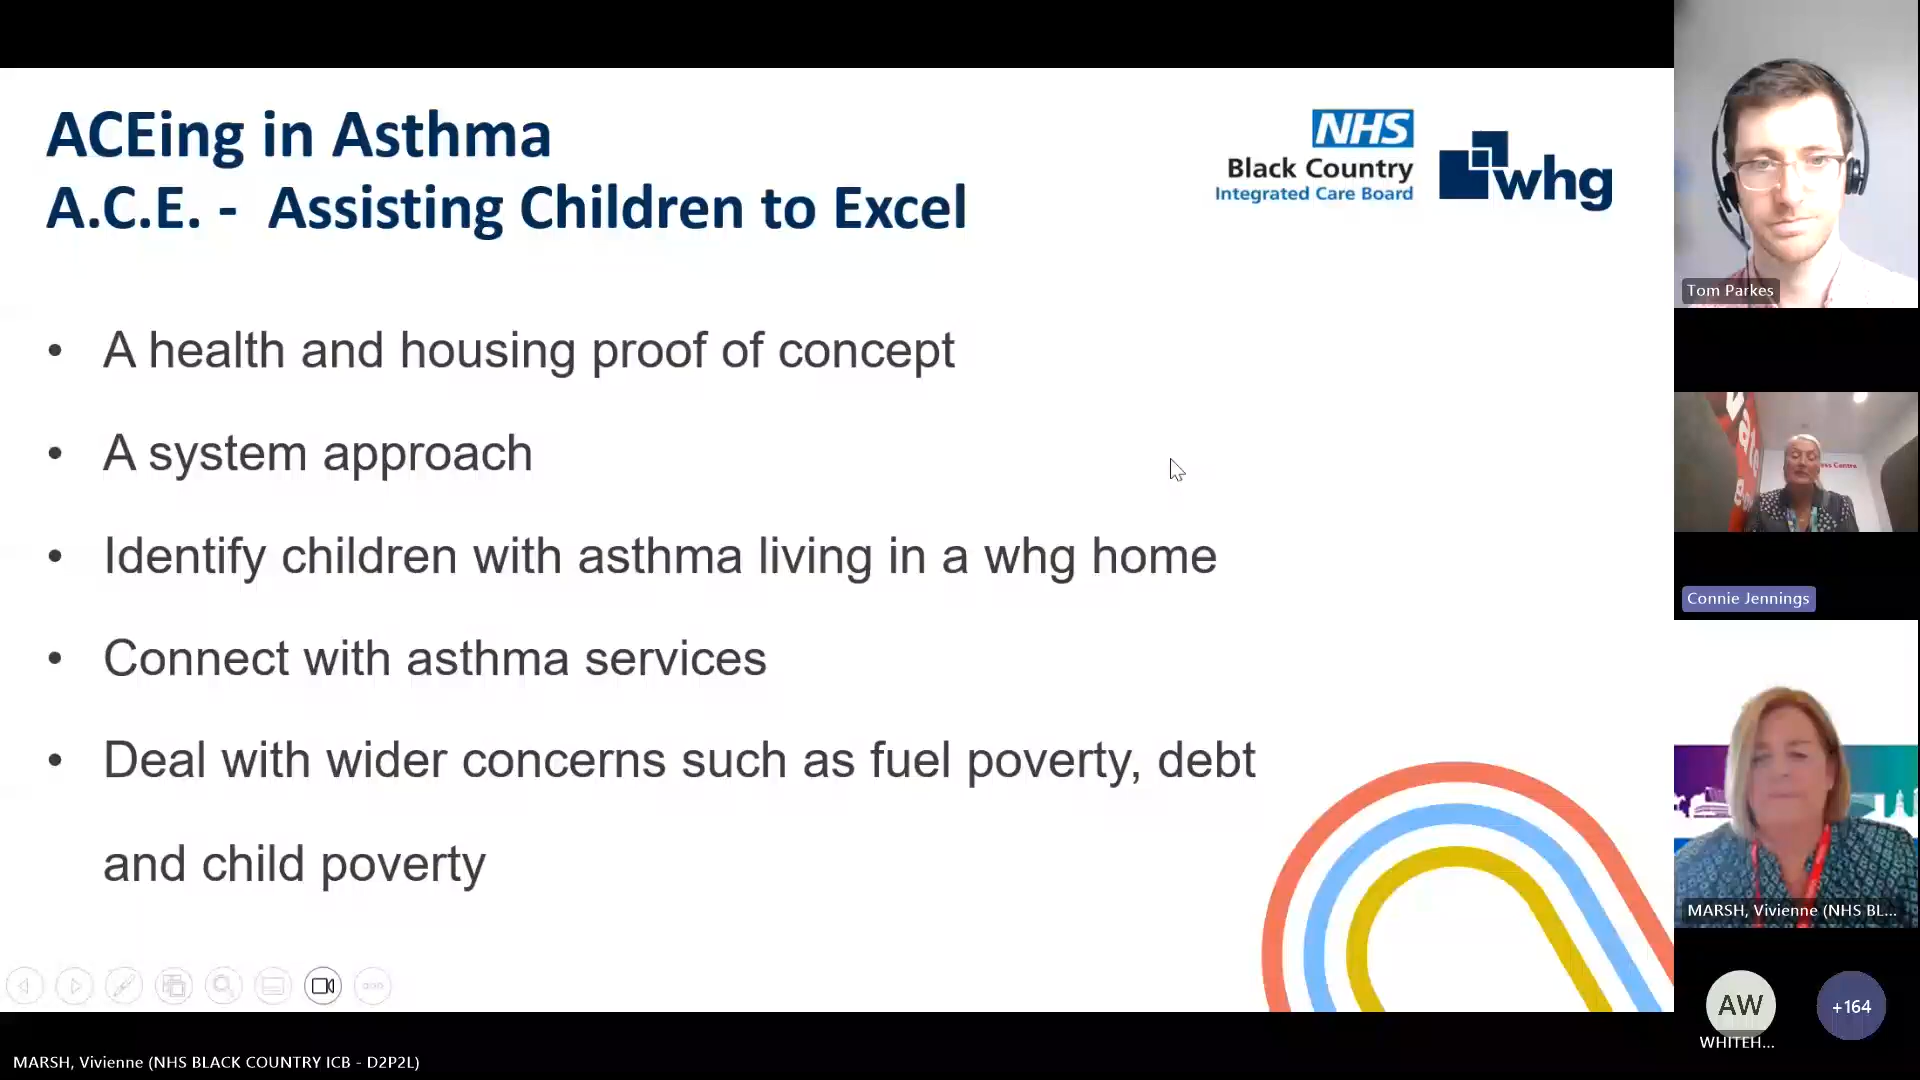 ACEing in Asthma
A.C.E. - Assisting Children to Excel
NHS
Black Country
Integrated Care Board
whg
• A health and housing proof of concept
• A system approach
• Identify children with asthma living in a whg home
• Connect with asthma services
• Deal with wider concerns such as fuel poverty, debt
and child poverty
Tom Parkes
Connie Jennings
MARSH, Vivienne (NHS BL...
AW
WHITEH...
+164
MARSH, Vivienne (NHS BLACK COUNTRY ICB - D2P2L)